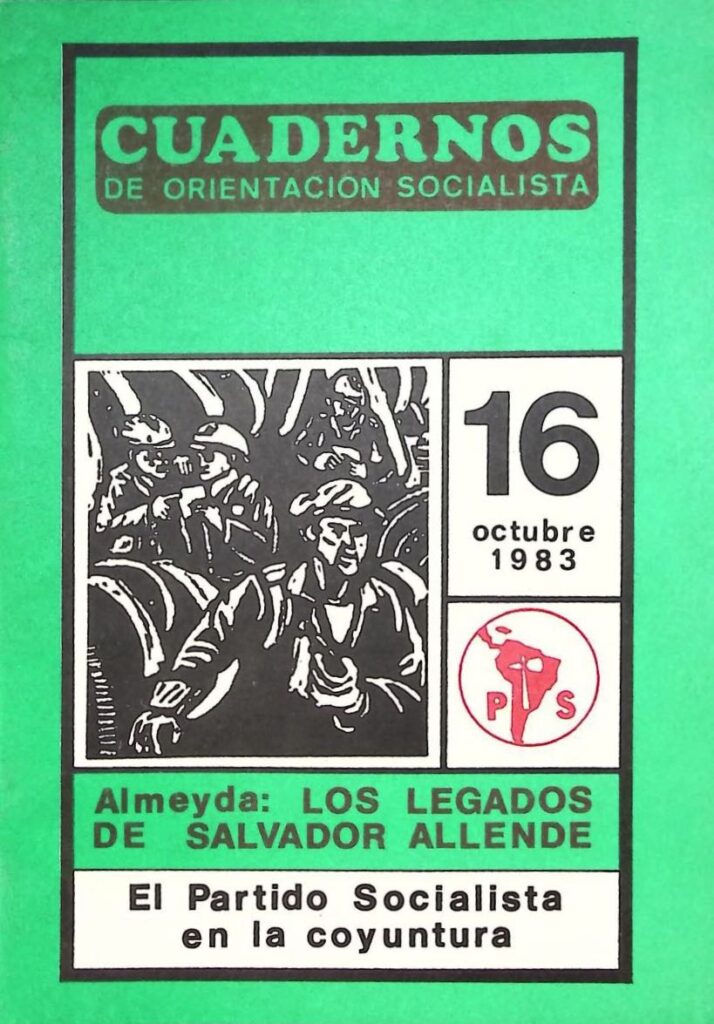 CUADERNOS
DE ORIENTACION SOCIALISTA
16
octubre
1983
P S
Almeyda: LOS LEGADOS
DE SALVADOR ALLENDE
El Partido Socialista
en la coyuntura